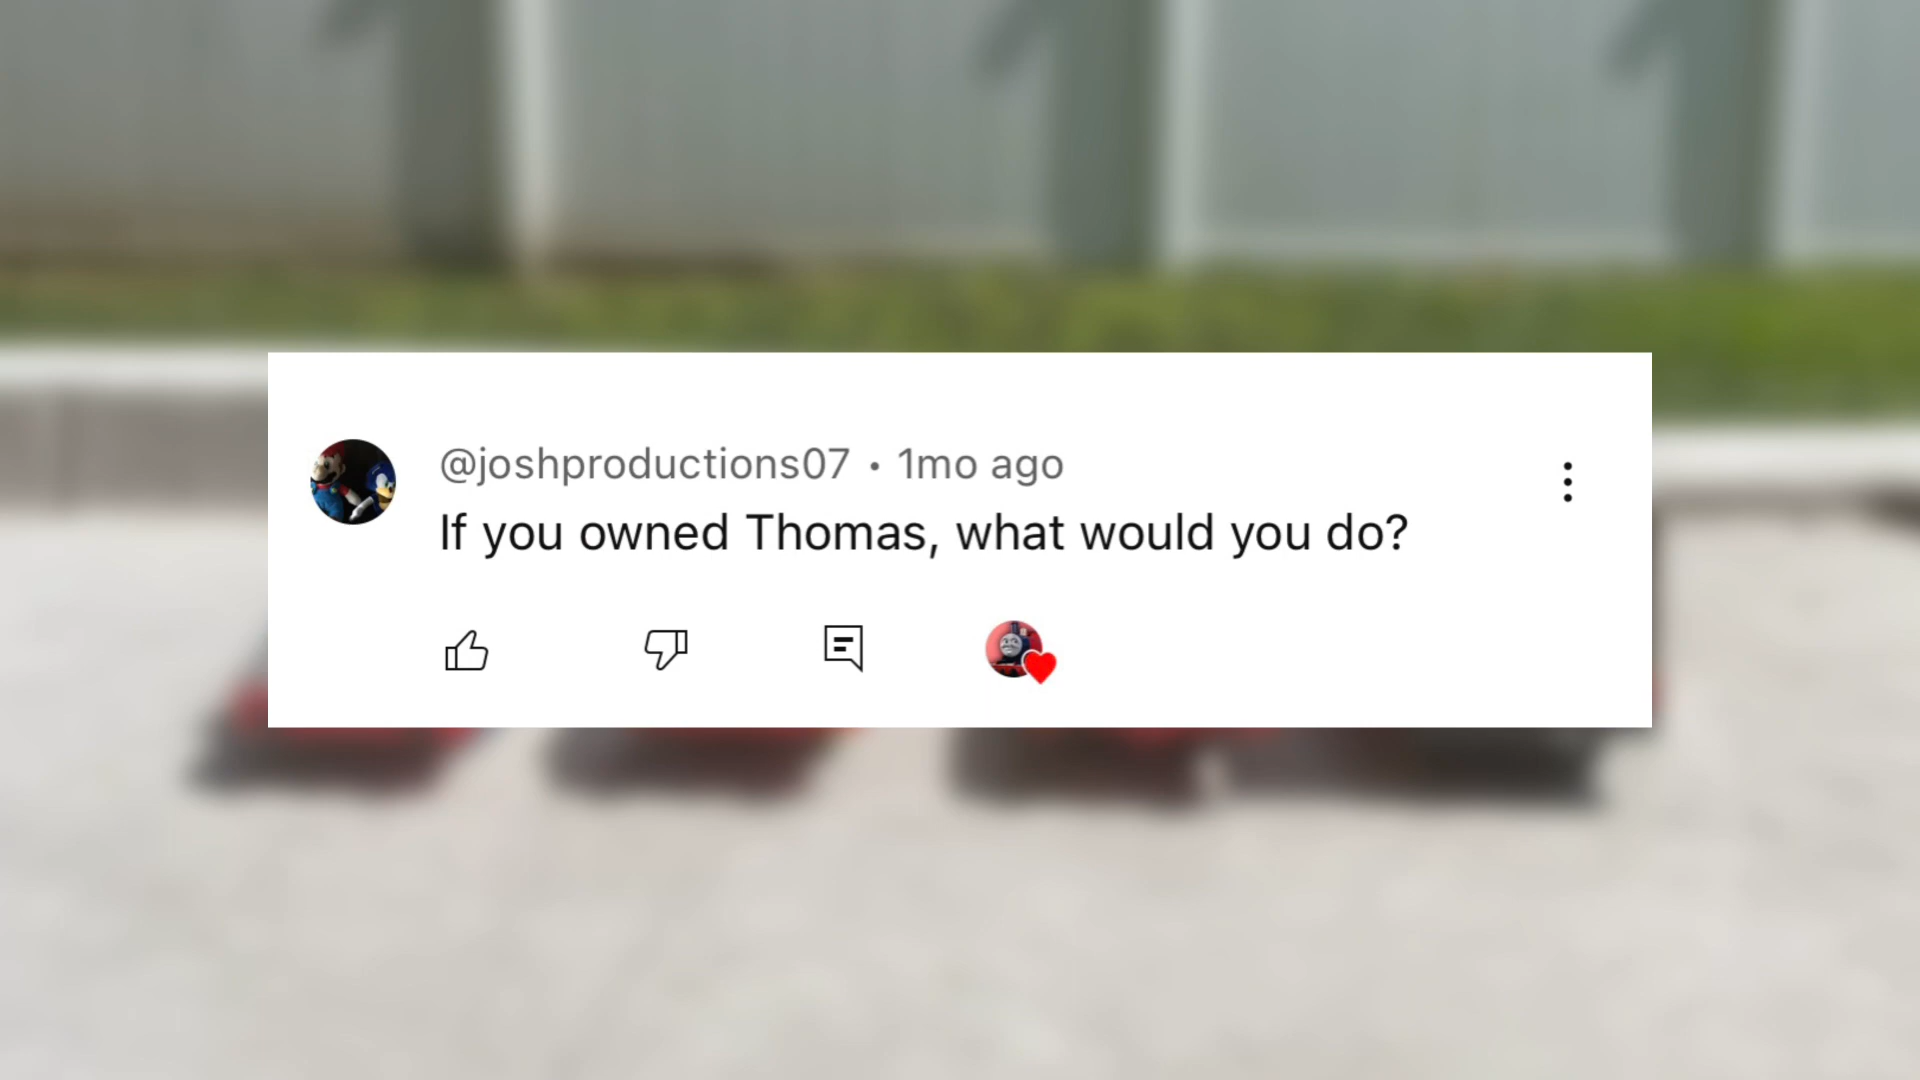 @joshproductions07 • 1mo ago
If you owned Thomas, what would you do?